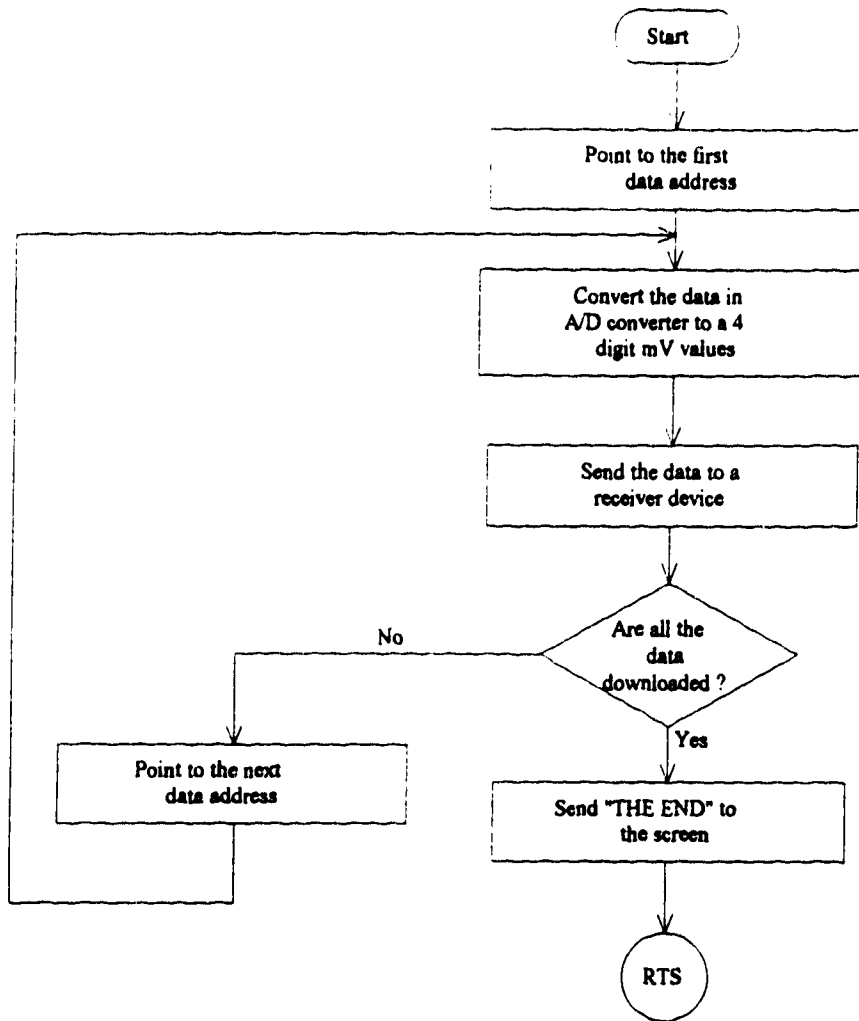 Start
Point to the first
data address
Convert the data in
A/D converter to a 4
digit mV values
Send the data to a
receiver device
Are all the
data
downloaded ?
No
Yes
Point to the next
data address
Send "THE END" to
the screen
RTS